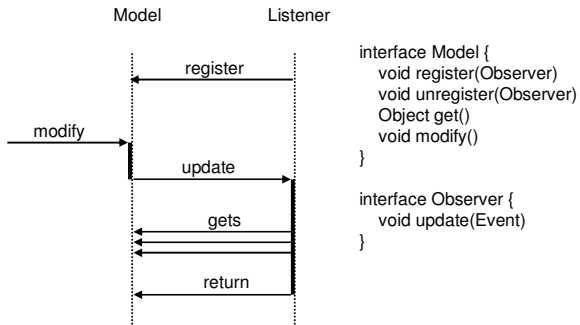 Model
Listener
register
modify
update
gets
return
interface Model {
void register(Observer)
void unregister(Observer)
Object get()
void modify()
}
interface Observer {
void update(Event)
}